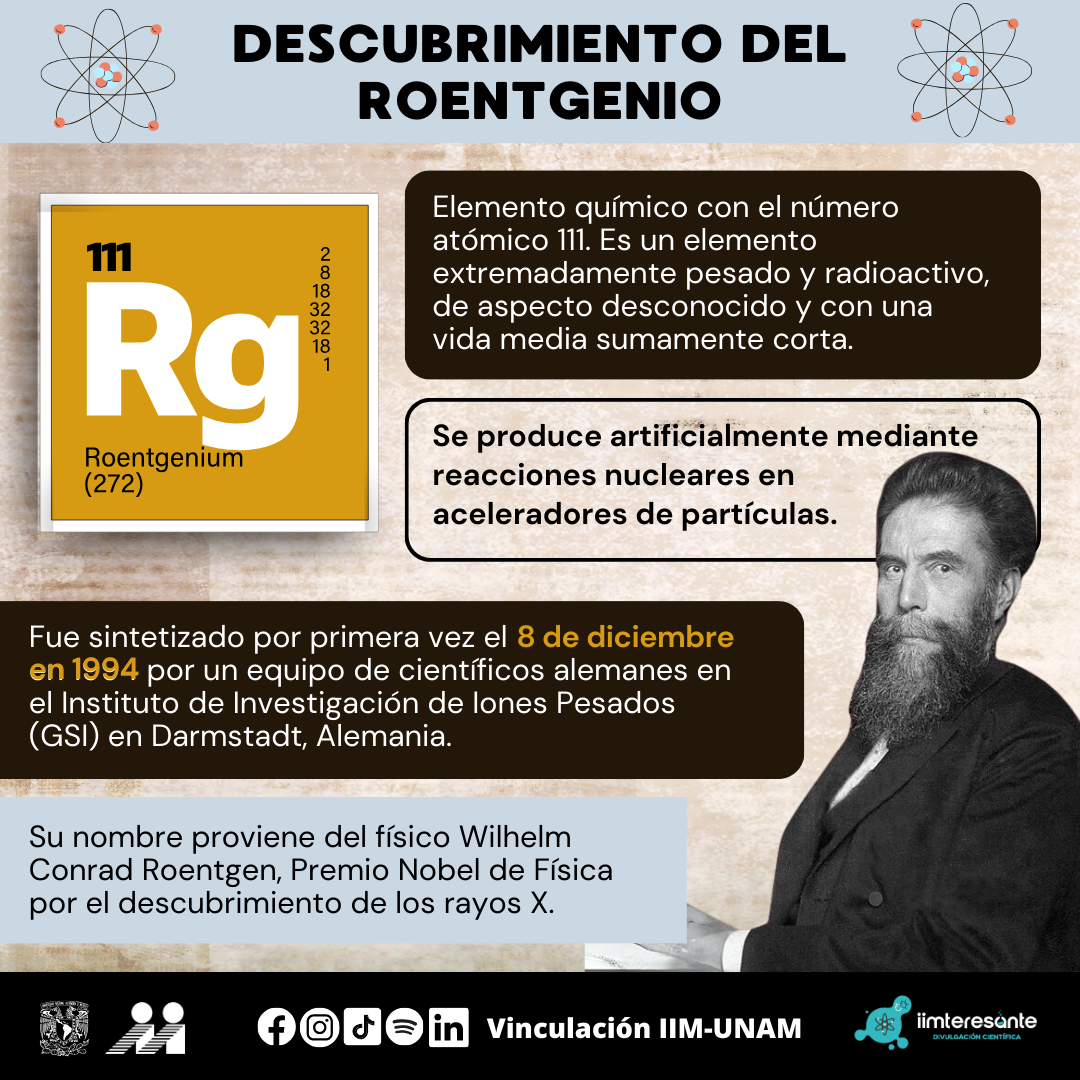 DESCUBRIMIENTO DEL
ROENTGENIO
111
Rg
2
8
18
32
32
18
1
Roentgenium
(272)
Elemento químico con el número
atómico 111. Es un elemento
extremadamente pesado y radioactivo,
de aspecto desconocido y con una
vida media sumamente corta.
Se produce artificialmente mediante
reacciones nucleares en
aceleradores de partículas.
Fue sintetizado por primera vez el 8 de diciembre
en 1994 por un equipo de científicos alemanes en
el Instituto de Investigación de Iones Pesados
(GSI) en Darmstadt, Alemania.
Su nombre proviene del físico Wilhelm
Conrad Roentgen, Premio Nobel de Física
por el descubrimiento de los rayos X.
Vinculación IIM-UNAM
iimteresante
DIVULGACIÓN CIENTÍFICA